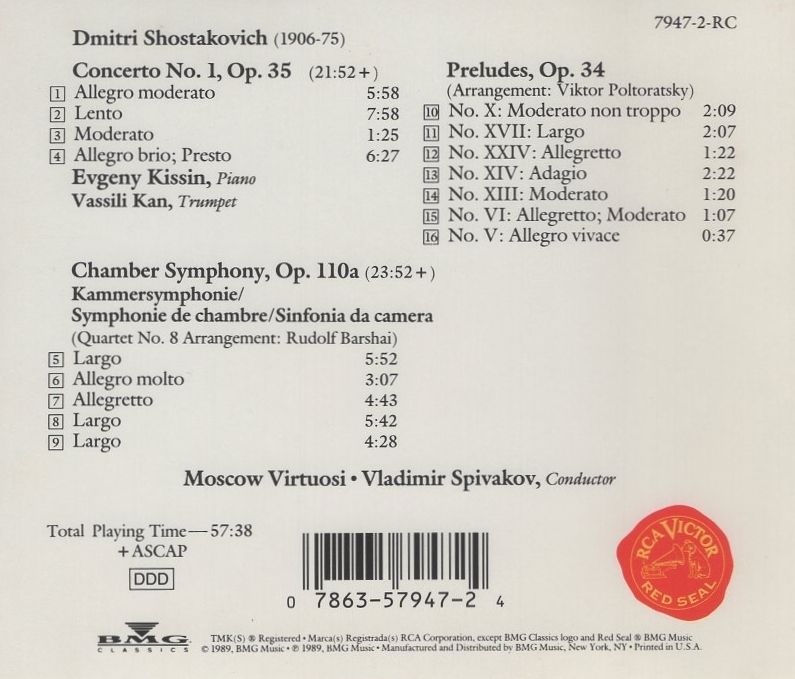 7947-2-RC
Dmitri Shostakovich (1906-75)
Concerto No. 1, Op. 35 (21:52+)
1 Allegro moderato 5:58
2 Lento 7:58
3 Moderato 1:25
4 Allegro brio; Presto 6:27
Evgeny Kissin, Piano
Vassili Kan, Trumpet
Preludes, Op. 34
(Arrangement: Viktor Poltoratsky)
10 No. X: Moderato non troppo 2:09
11 No. XVII: Largo 2:07
12 No. XXIV: Allegretto 1:22
13 No. XIV: Adagio 2:22
14 No. XIII: Moderato 1:20
15 No. VI: Allegretto; Moderato 1:07
16 No. V: Allegro vivace 0:37
Chamber Symphony, Op. 110a (23:52+)
Kammersymphonie/
Symphonie de chambre/Sinfonia da camera
(Quartet No. 8 Arrangement: Rudolf Barshai)
5 Largo 5:52
6 Allegro molto 3:07
7 Allegretto 4:43
8 Largo 5:42
9 Largo 4:28
Moscow Virtuosi • Vladimir Spivakov, Conductor
Total Playing Time—57:38
+ASCAP
DDD
0 7863-57947-2 4
RCA VICTOR
RED SEAL
BMG
CLASSICS
TMK(S) ® Registered • Marca(s) Registrada(s) RCA Corporation, except BMG Classics logo and Red Seal ® BMG Music
© 1989, BMG Music • ℗ 1989, BMG Music • Manufactured and Distributed by BMG Music, New York, NY • Printed in U.S.A.